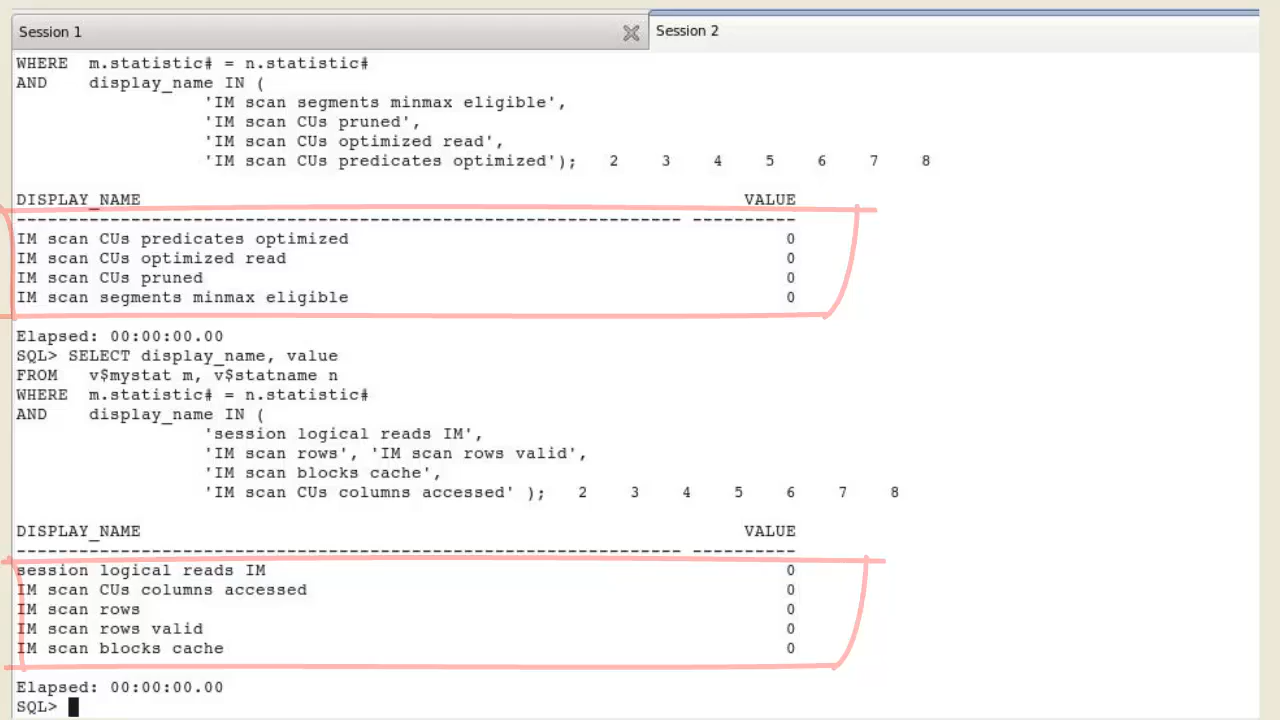 Session 1
Session 2
WHERE  m.statistic# = n.statistic#
AND    display_name IN (
                  'IM scan segments minmax eligible',
                  'IM scan CUs pruned',
                  'IM scan CUs optimized read',
                  'IM scan CUs predicates optimized');   2    3    4    5    6    7    8
DISPLAY_NAME                                                          VALUE
---------------------------------------------------------------- ----------
IM scan CUs predicates optimized                                          0
IM scan CUs optimized read                                                0
IM scan CUs pruned                                                        0
IM scan segments minmax eligible                                          0
Elapsed: 00:00:00.00
SQL> SELECT display_name, value
FROM   v$mystat m, v$statname n
WHERE  m.statistic# = n.statistic#
AND    display_name IN (
                  'session logical reads IM',
                  'IM scan rows', 'IM scan rows valid',
                  'IM scan blocks cache',
                  'IM scan CUs columns accessed' );   2    3    4    5    6    7    8
DISPLAY_NAME                                                          VALUE
---------------------------------------------------------------- ----------
session logical reads IM                                                  0
IM scan CUs columns accessed                                              0
IM scan rows                                                              0
IM scan rows valid                                                        0
IM scan blocks cache                                                      0
Elapsed: 00:00:00.00
SQL>